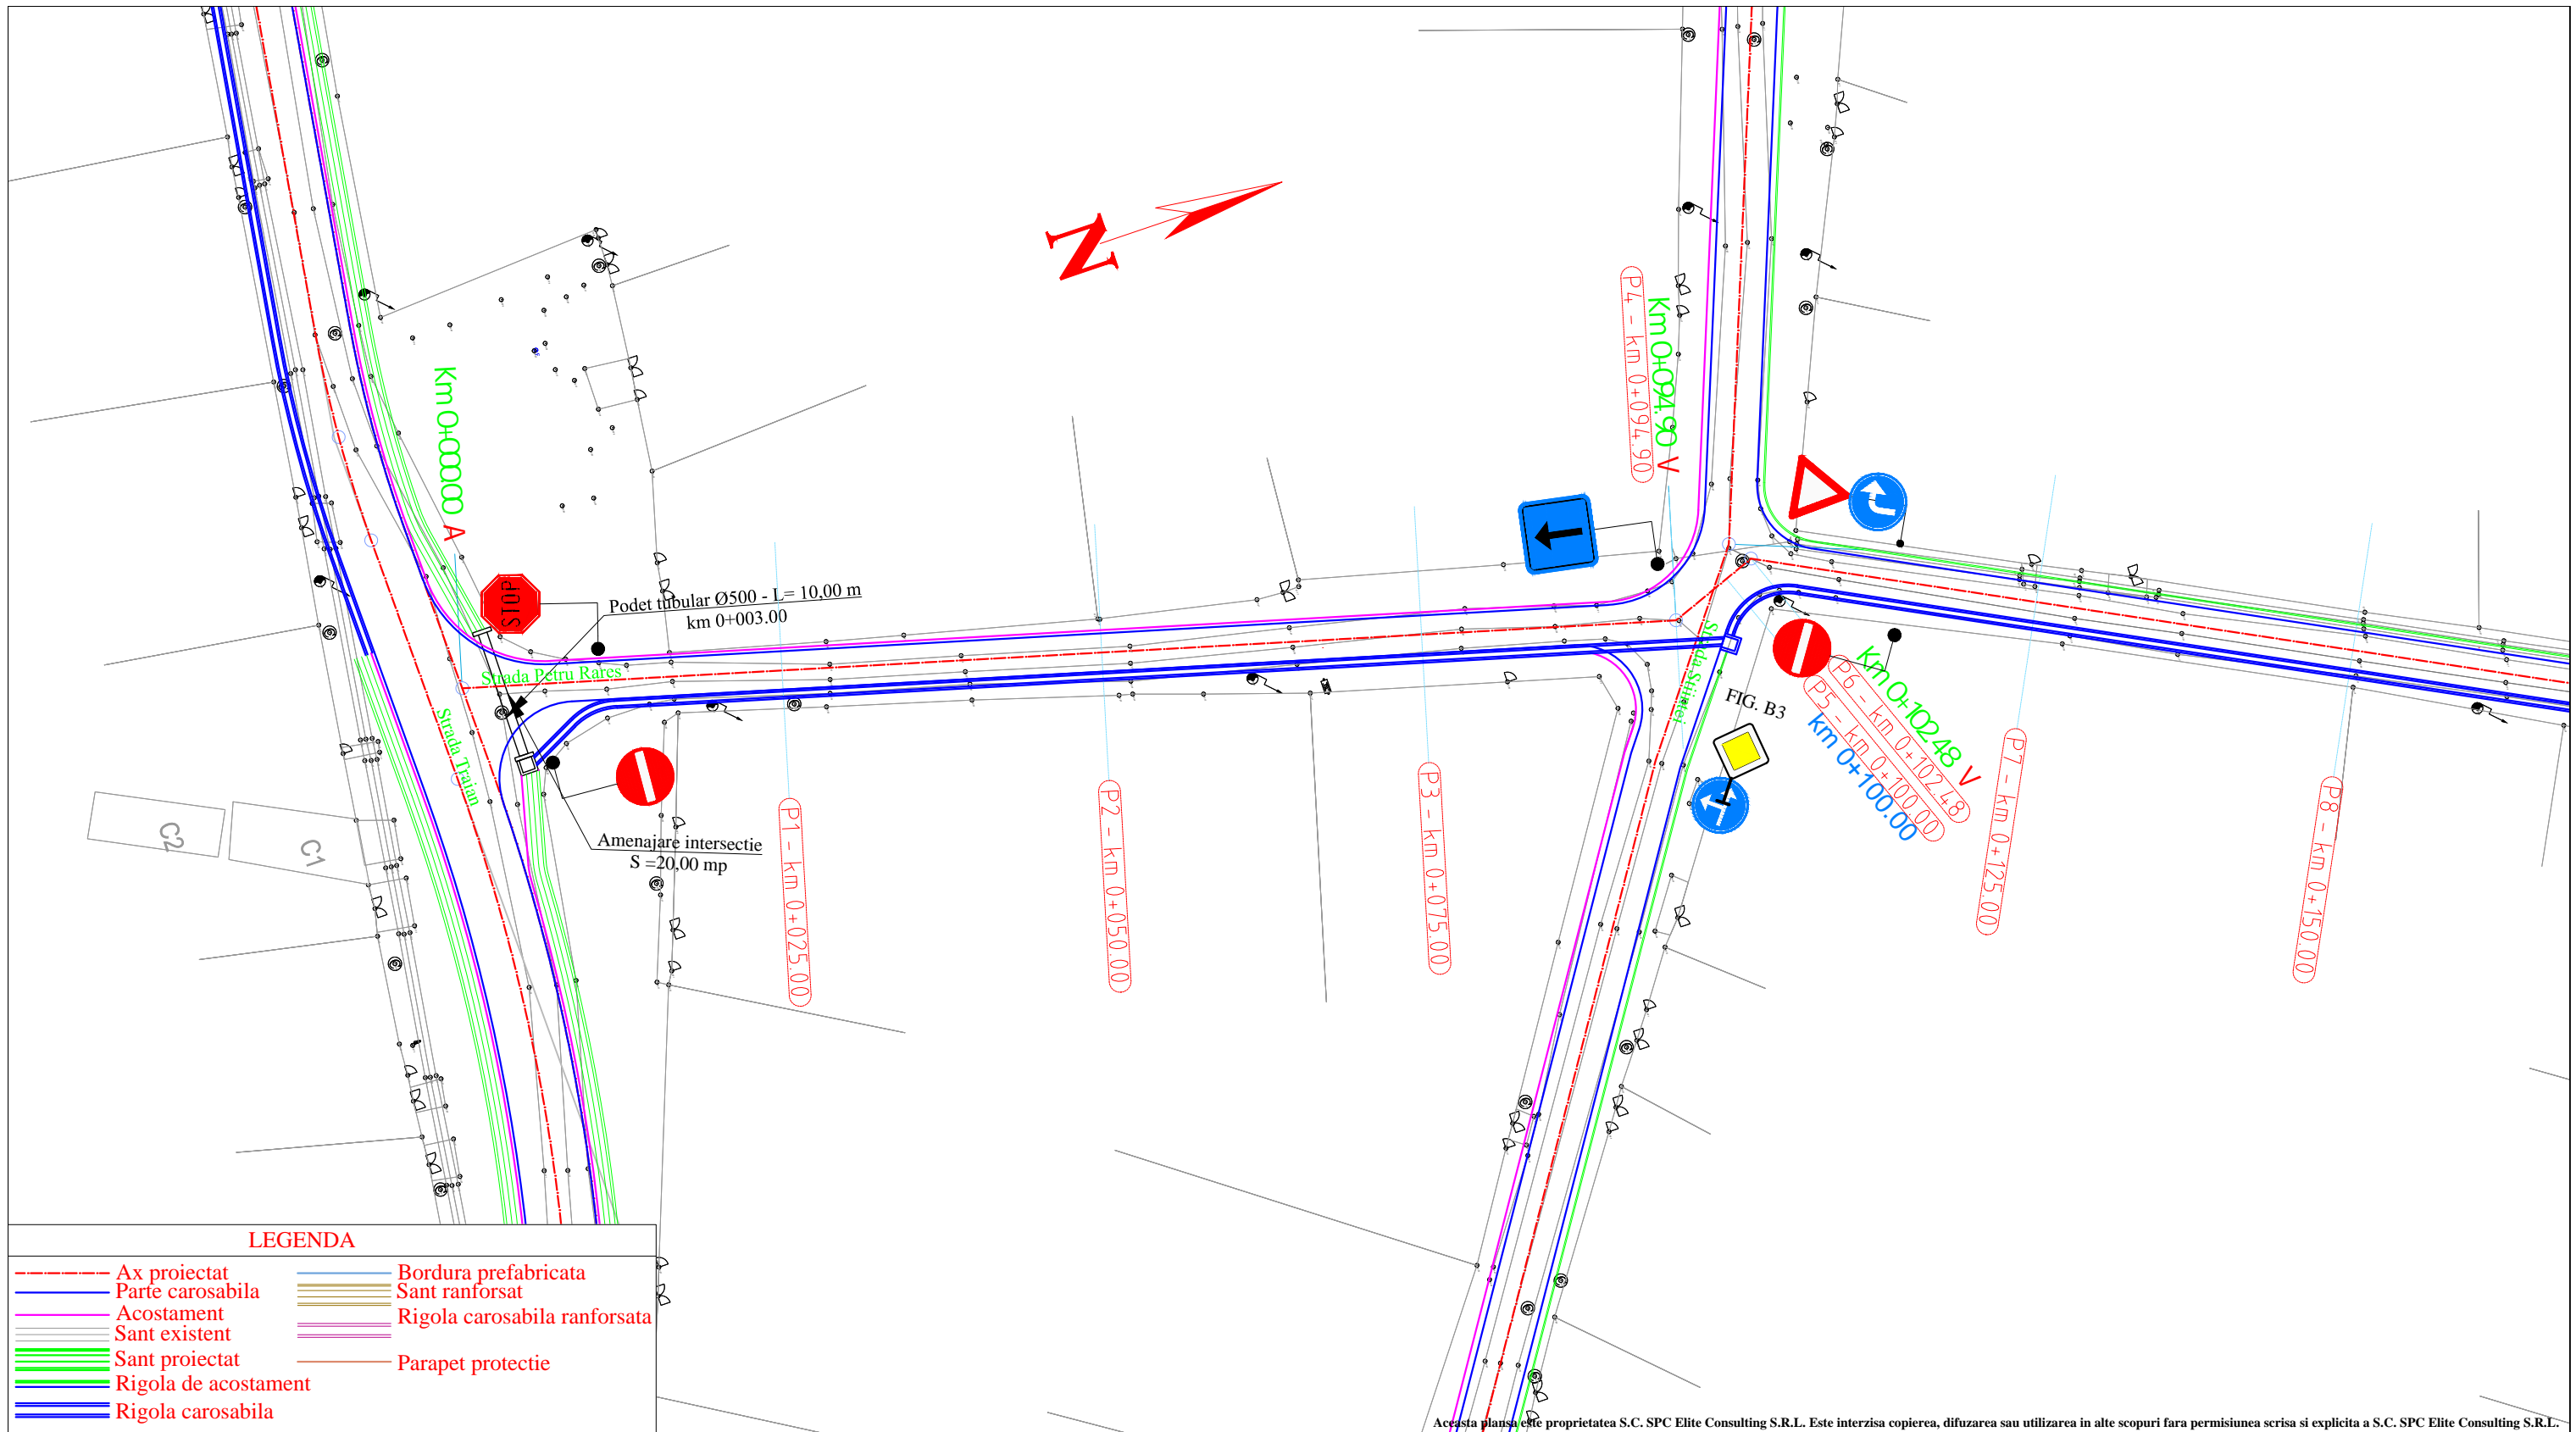 N
Km 0+000.00 A
STOP
Podet tubular Ø500 - L= 10,00 m
km 0+003.00
Strada Petru Rares
Strada Traian
Amenajare intersectie
S =20,00 mp
C2
C1
P1 - km 0+025.00
P2 - km 0+050.00
P3 - km 0+075.00
P4 - km 0+094.90
Km 0+094.90 V
Strada Stiintei
FIG. B3
Km 0+102.48 V
P6 - km 0+102.48
P5 - km 0+100.00
km 0+100.00
P7 - km 0+125.00
P8 - km 0+150.00
LEGENDA
Ax proiectat
Parte carosabila
Acostament
Sant existent
Sant proiectat
Rigola de acostament
Rigola carosabila
Bordura prefabricata
Sant ranforsat
Rigola carosabila ranforsata
Parapet protectie
Aceasta plansa este proprietatea S.C. SPC Elite Consulting S.R.L. Este interzisa copierea, difuzarea sau utilizarea in alte scopuri fara permisiunea scrisa si explicita a S.C. SPC Elite Consulting S.R.L.